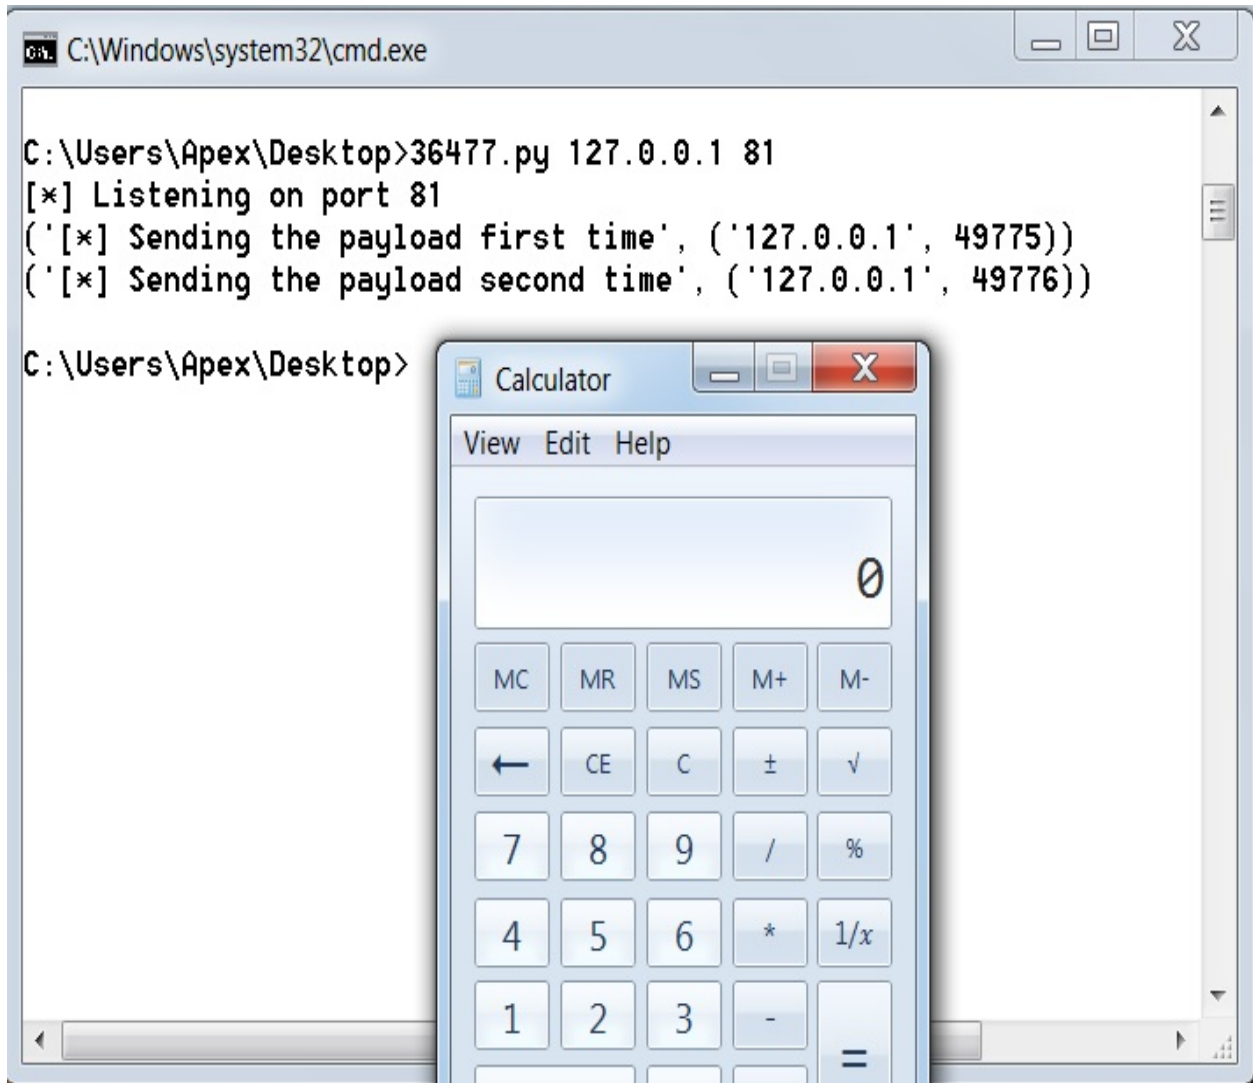 C:\Windows\system32\cmd.exe
C:\Users\Apex\Desktop>36477.py 127.0.0.1 81
[*] Listening on port 81
('[*] Sending the payload first time', ('127.0.0.1', 49775))
('[*] Sending the payload second time', ('127.0.0.1', 49776))
C:\Users\Apex\Desktop>
Calculator
View Edit Help
0
MC MR MS M+ M-
← CE C ± √
7 8 9 / %
4 5 6 * 1/x
1 2 3 - =